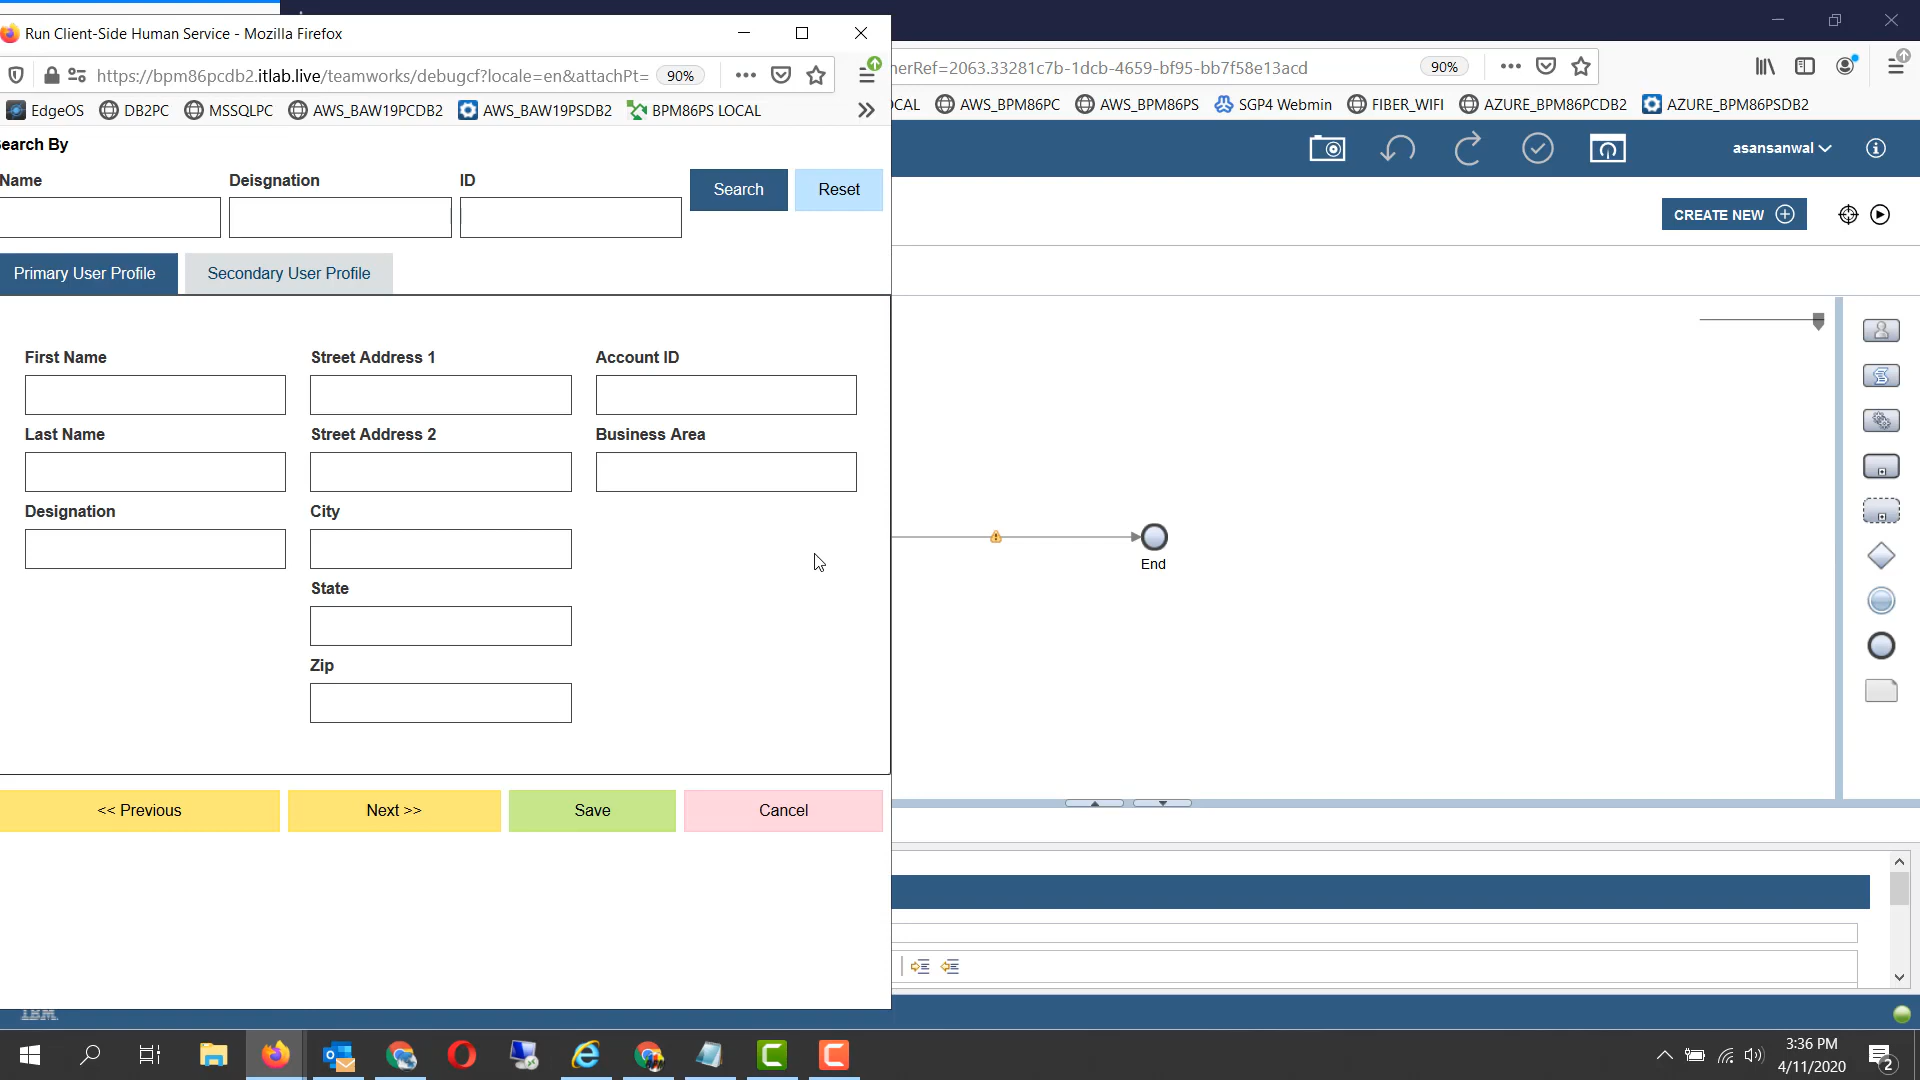 Run Client-Side Human Service - Mozilla Firefox
https://bpm86pcdb2.itlab.live/teamworks/debugcf?locale=en&attachPt=
90%
nerRef=2063.33281c7b-1dcb-4659-bf95-bb7f58e13acd
90%
EdgeOS
DB2PC
MSSQLPC
AWS_BAW19PCDB2
AWS_BAW19PSDB2
BPM86PS LOCAL
CAL
AWS_BPM86PC
AWS_BPM86PS
SGP4 Webmin
FIBER_WIFI
AZURE_BPM86PCDB2
AZURE_BPM86PSDB2
earch By
asansanwal
Name
Deisgnation
ID
Search
Reset
CREATE NEW
Primary User Profile
Secondary User Profile
First Name
Street Address 1
Account ID
Last Name
Street Address 2
Business Area
Designation
City
State
Zip
End
<< Previous
Next >>
Save
Cancel
IBM.
3:36 PM
4/11/2020
2